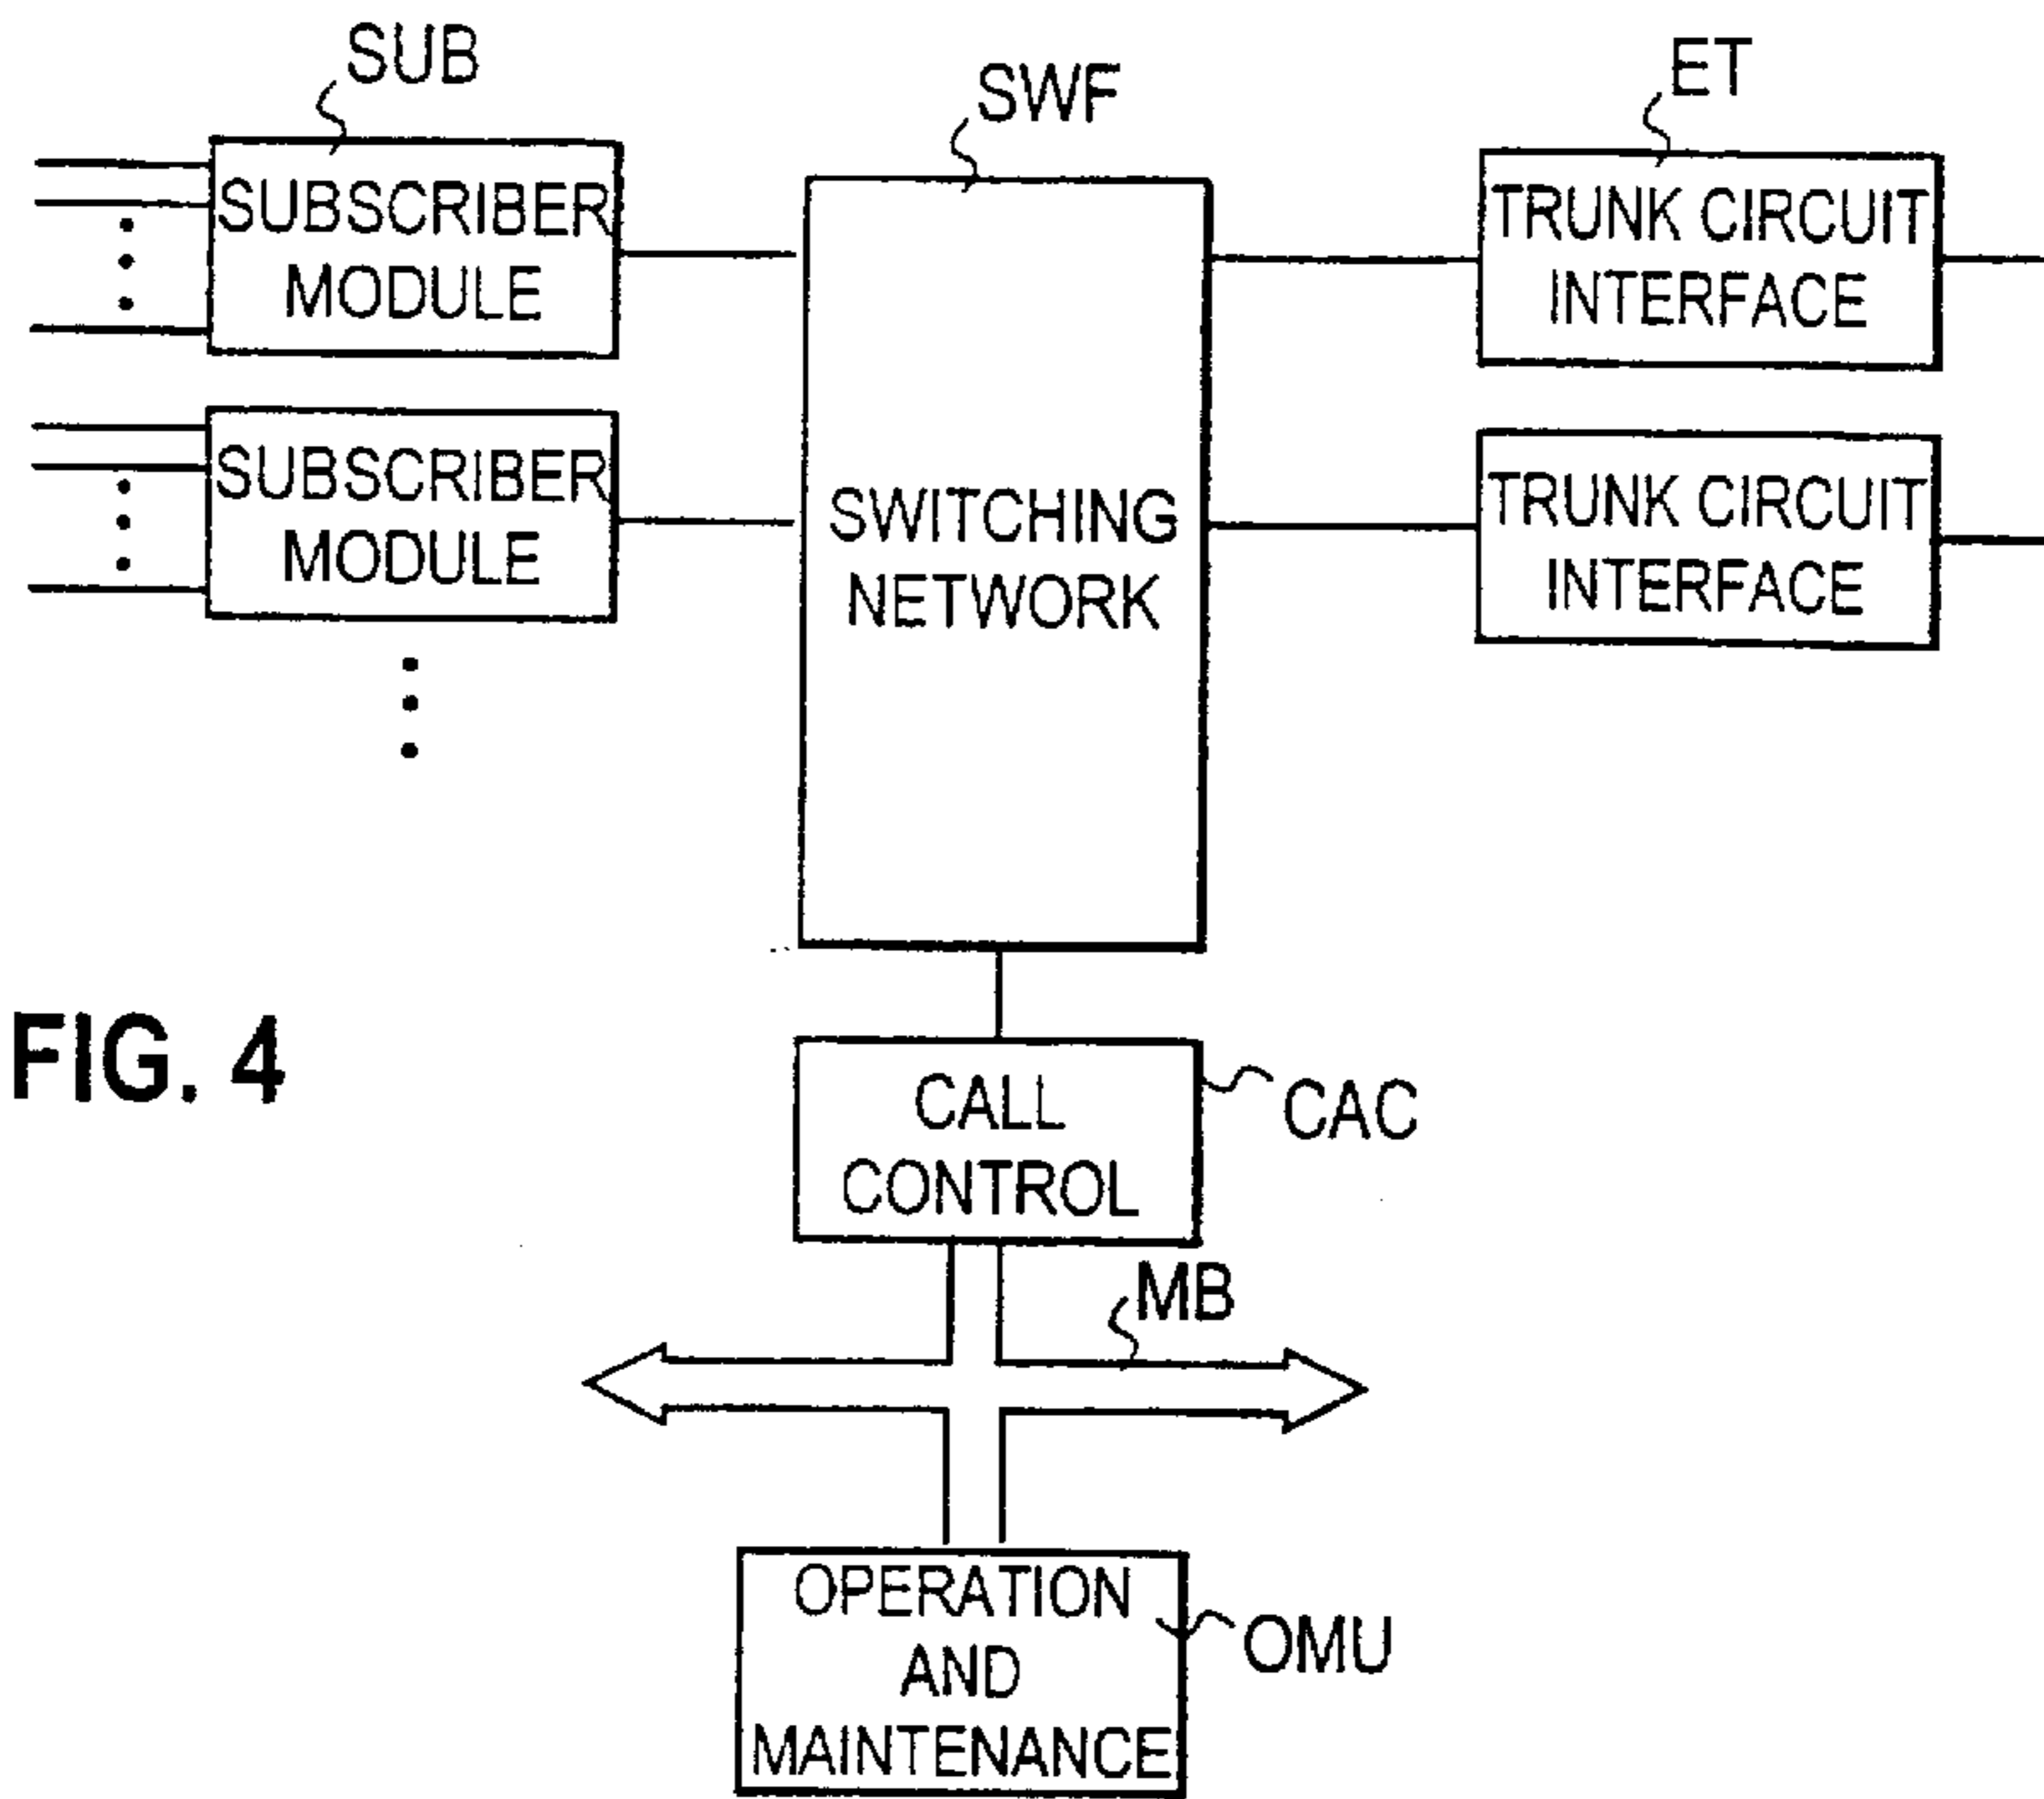 SUB
SWF
ET
SUBSCRIBER
MODULE
TRUNK CIRCUIT
INTERFACE
SUBSCRIBER
MODULE
SWITCHING
NETWORK
TRUNK CIRCUIT
INTERFACE
FIG. 4
CALL
CONTROL
CAC
MB
OPERATION
AND
MAINTENANCE
OMU